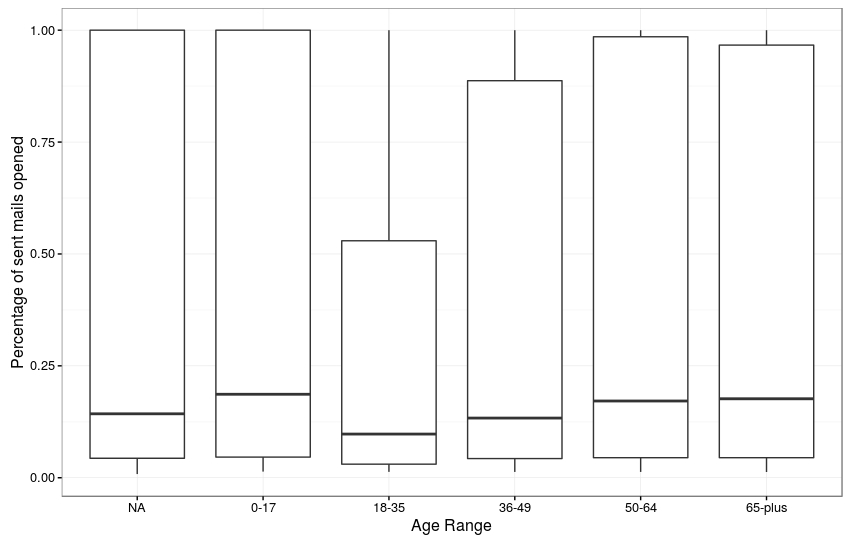 Percentage of sent mails opened
1.00
0.75
0.50
0.25
0.00
NA 0-17 18-35 36-49 50-64 65-plus
Age Range